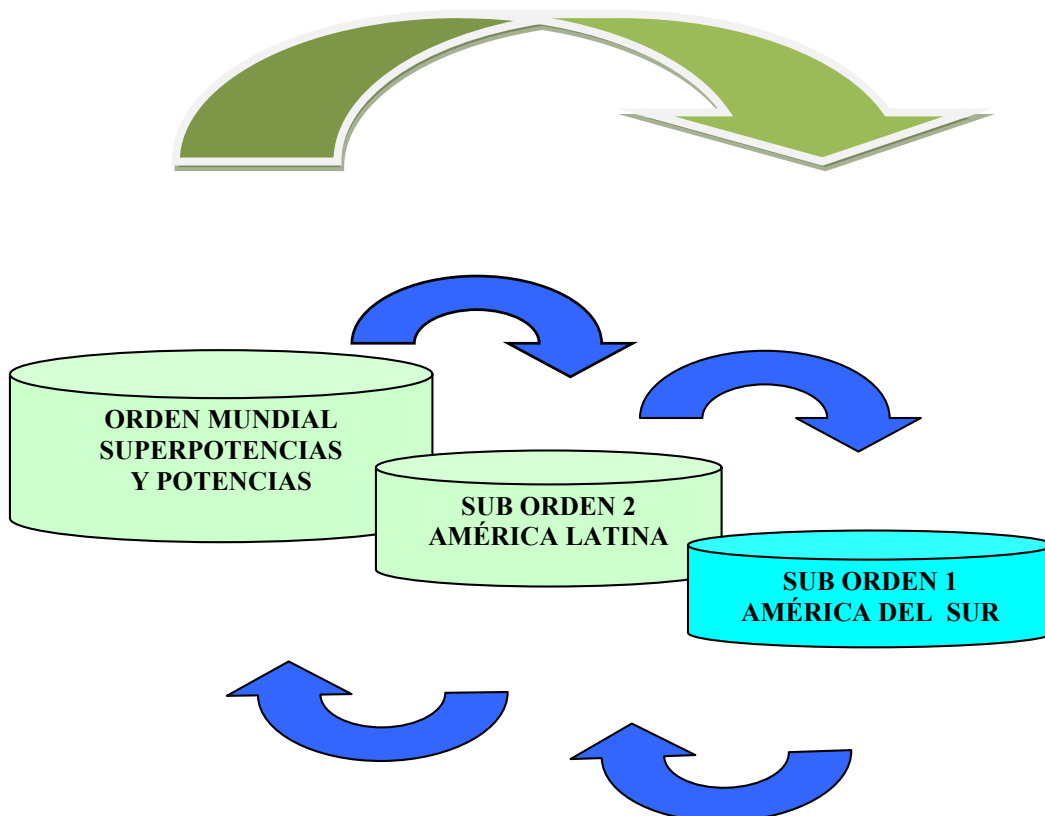 ORDEN MUNDIAL
SUPERPOTENCIAS
Y POTENCIAS
SUB ORDEN 2
AMÉRICA LATINA
SUB ORDEN 1
AMÉRICA DEL SUR